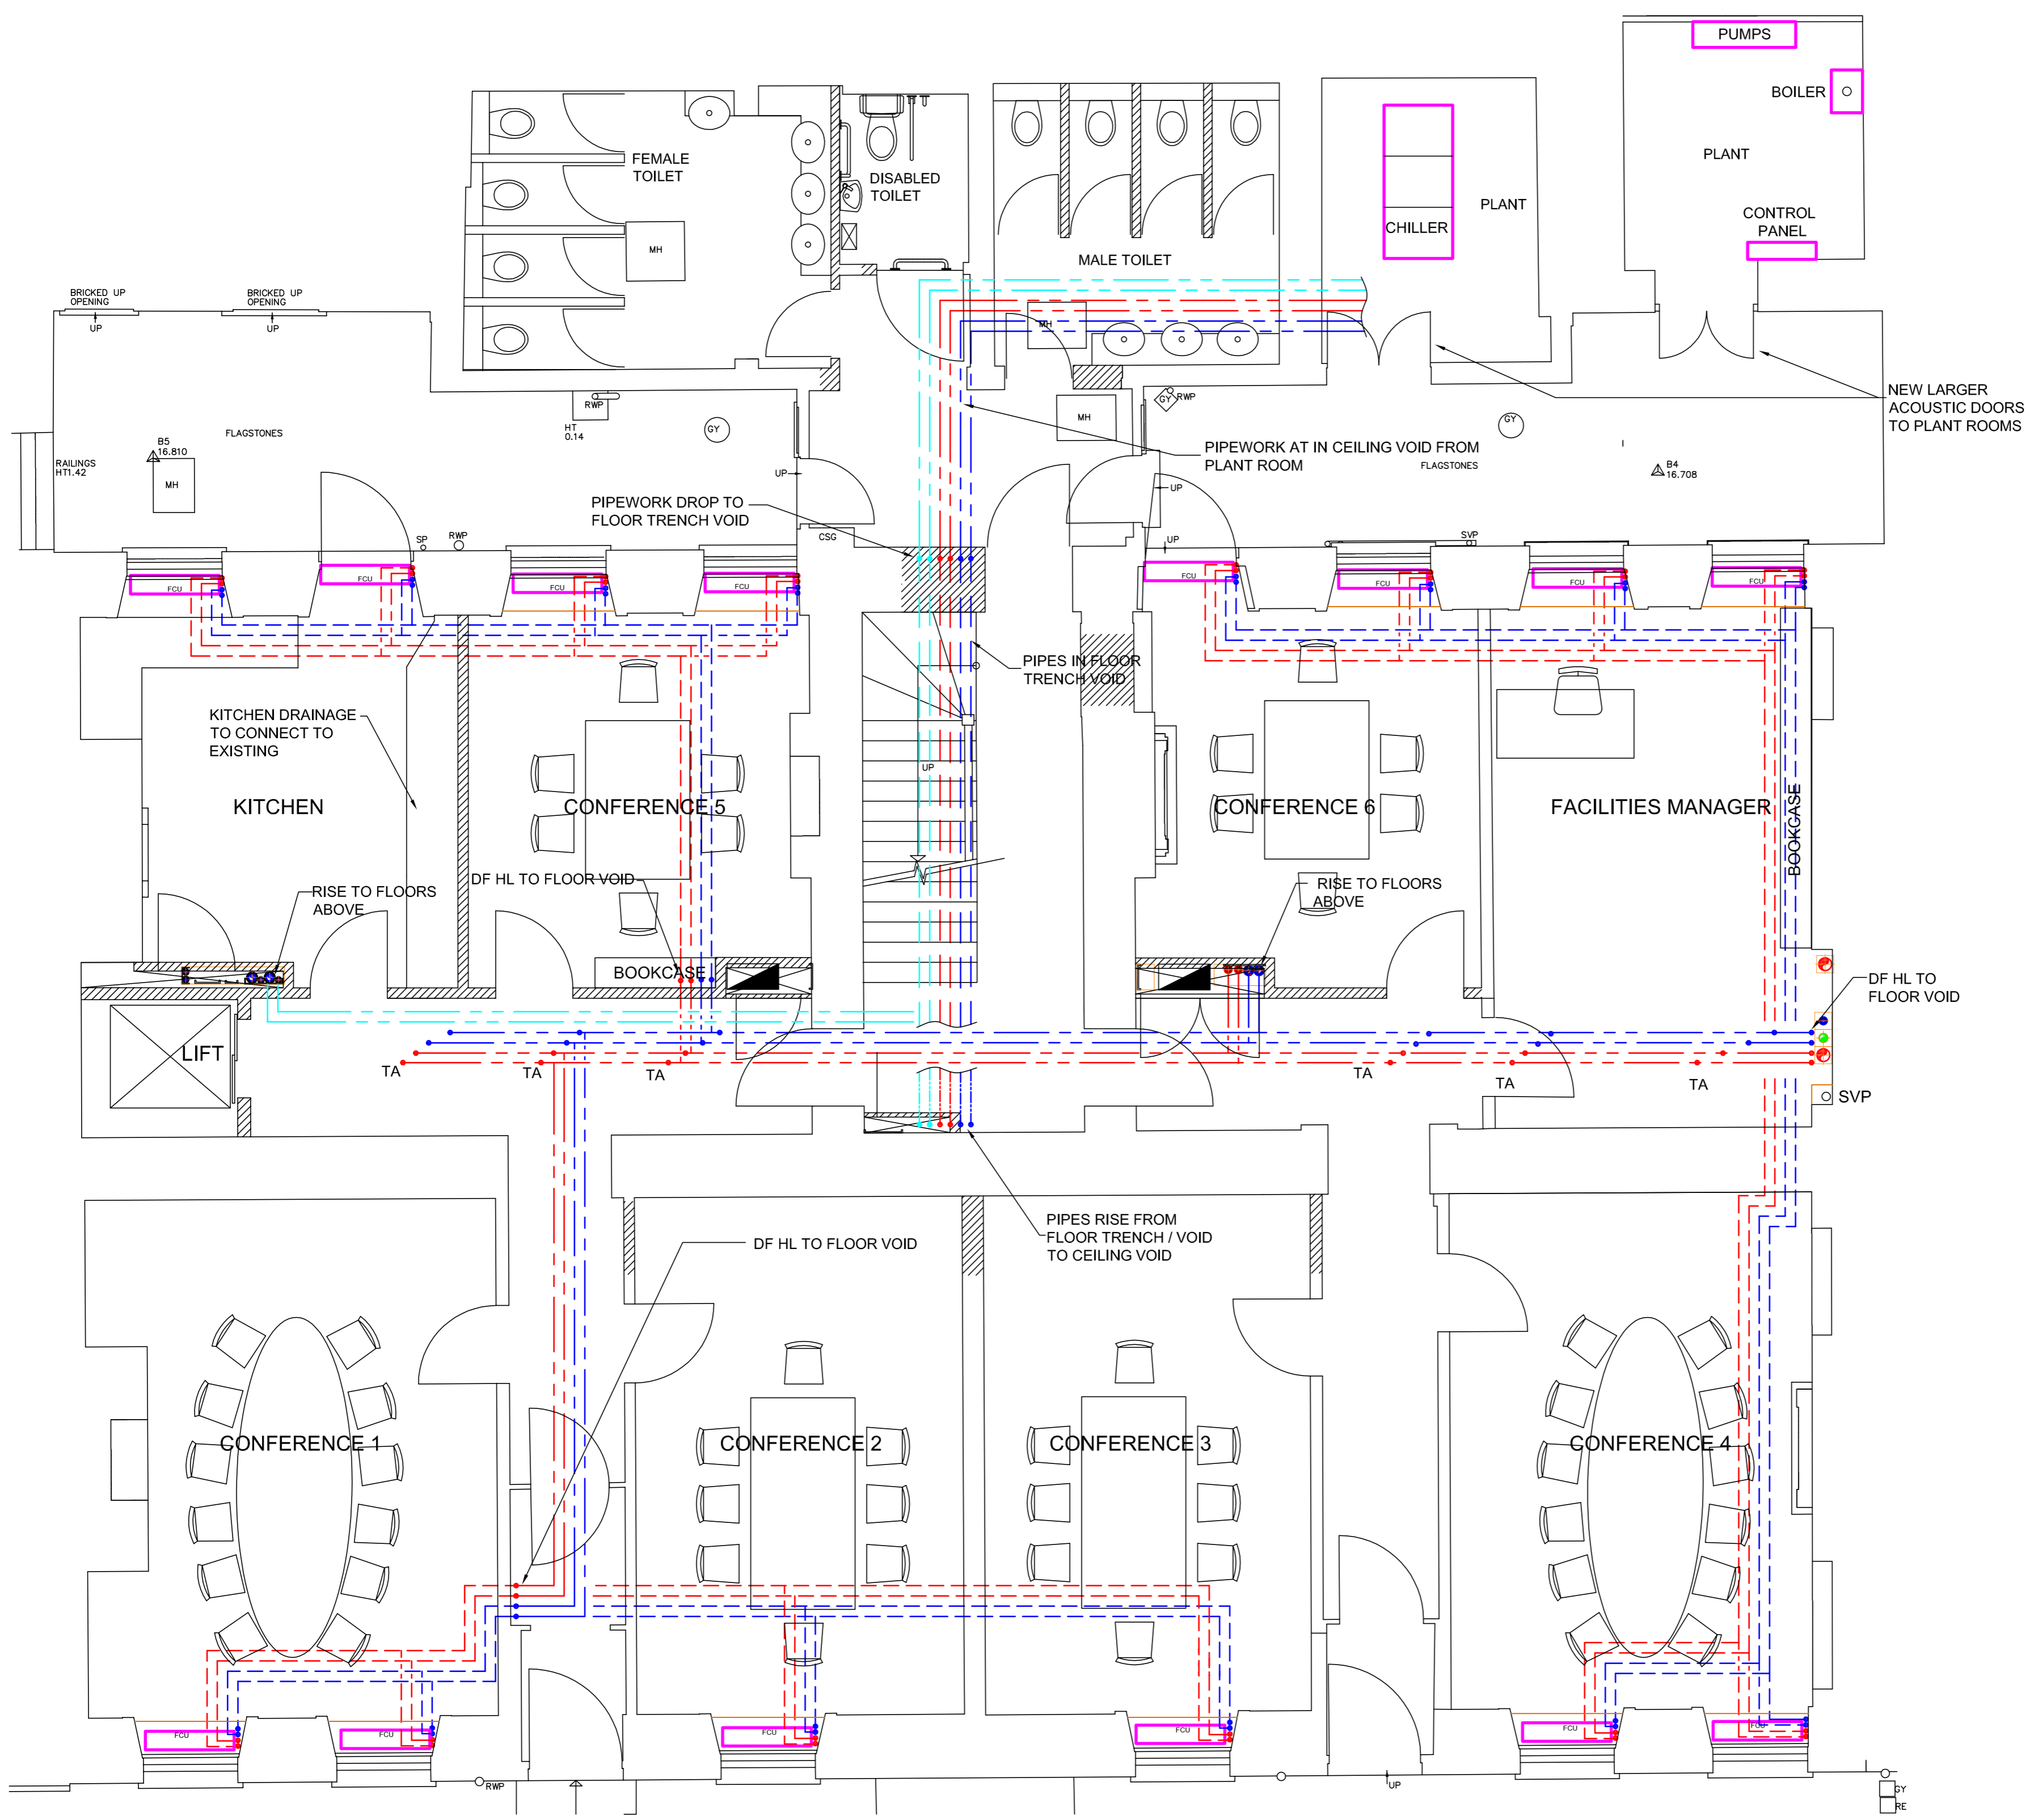 PUMPS
BOILER
PLANT
CONTROL
PANEL
CHILLER
PLANT
FEMALE
TOILET
DISABLED
TOILET
MH
MALE TOILET
MH
BRICKED UP
OPENING
UP
BRICKED UP
OPENING
UP
NEW LARGER
ACOUSTIC DOORS
TO PLANT ROOMS
RWP
HT
0.14
GY
FLAGSTONES
B5
16.810
RAILINGS
HT1.42
MH
MH
GY
RWP
GY
PIPEWORK AT IN CEILING VOID FROM
PLANT ROOM
FLAGSTONES
B4
16.708
UP
UP
PIPEWORK DROP TO
FLOOR TRENCH VOID
CSG
SP
RWP
SVP
UP
FCU
FCU
FCU
FCU
FCU
FCU
FCU
FCU
PIPES IN FLOOR
TRENCH VOID
KITCHEN DRAINAGE
TO CONNECT TO
EXISTING
UP
KITCHEN
CONFERENCE 5
CONFERENCE 6
FACILITIES MANAGER
BOOKCASE
RISE TO FLOORS
ABOVE
DF HL TO FLOOR VOID
RISE TO FLOORS
ABOVE
BOOKCASE
DF HL TO
FLOOR VOID
LIFT
TA
TA
TA
TA
TA
TA
SVP
PIPES RISE FROM
FLOOR TRENCH / VOID
TO CEILING VOID
DF HL TO FLOOR VOID
CONFERENCE 1
CONFERENCE 2
CONFERENCE 3
CONFERENCE 4
FCU
FCU
FCU
FCU
FCU
FCU
RWP
UP
GY
RE